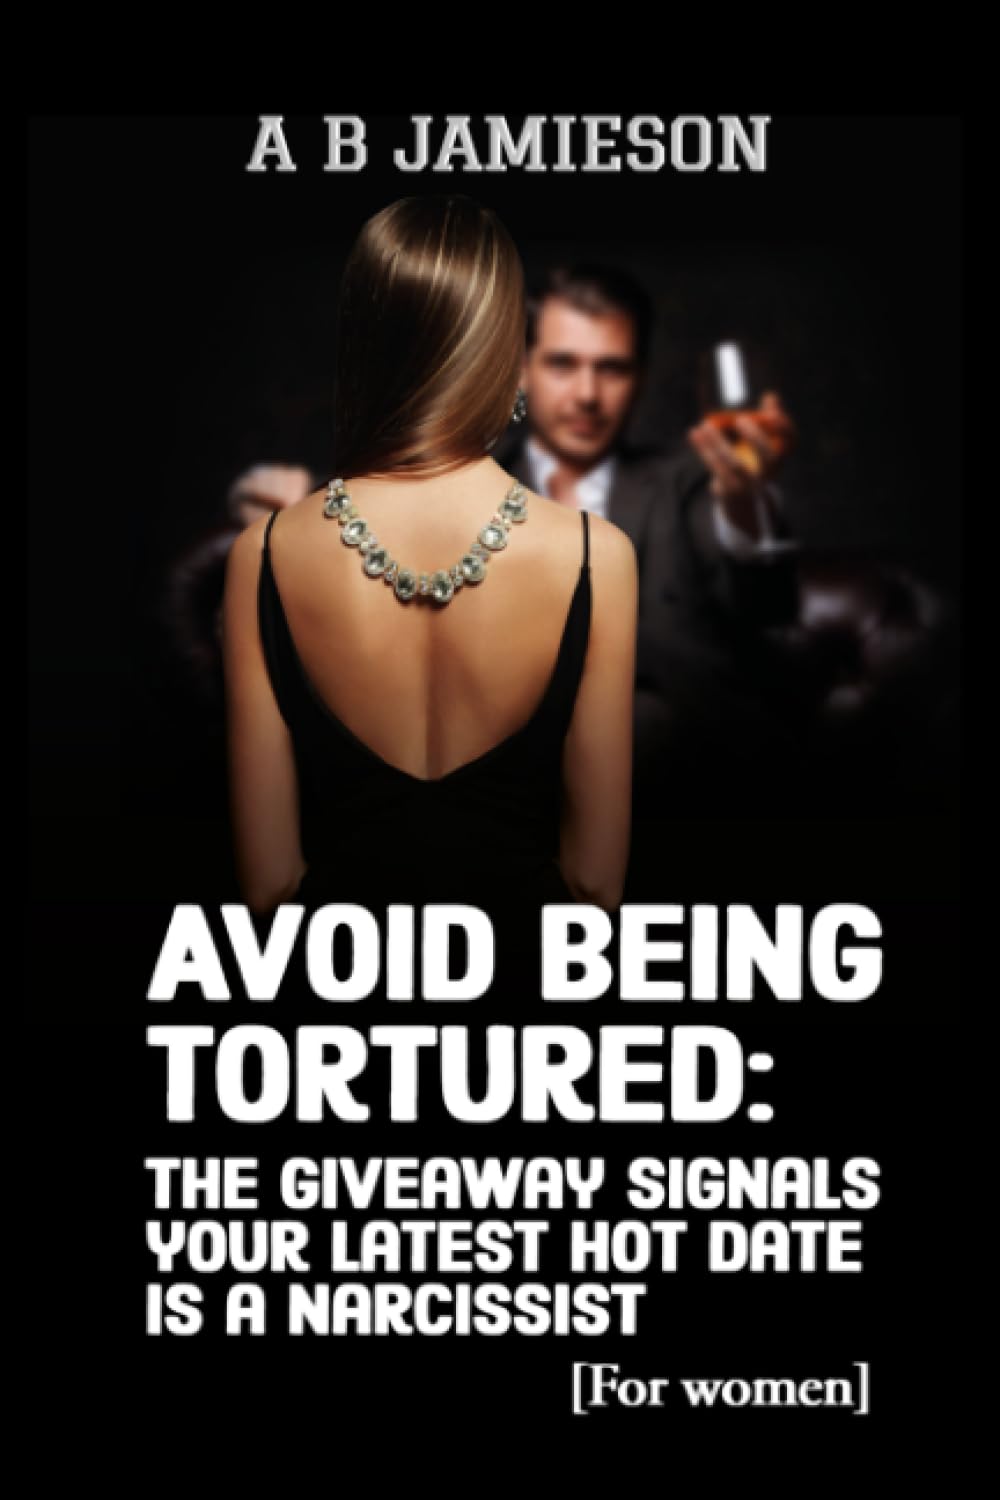 A B JAMIESON
AVOID BEING
TORTURED:
THE GIVEAWAY SIGNALS
YOUR LATEST HOT DATE
IS A NARCISSIST
[For women]